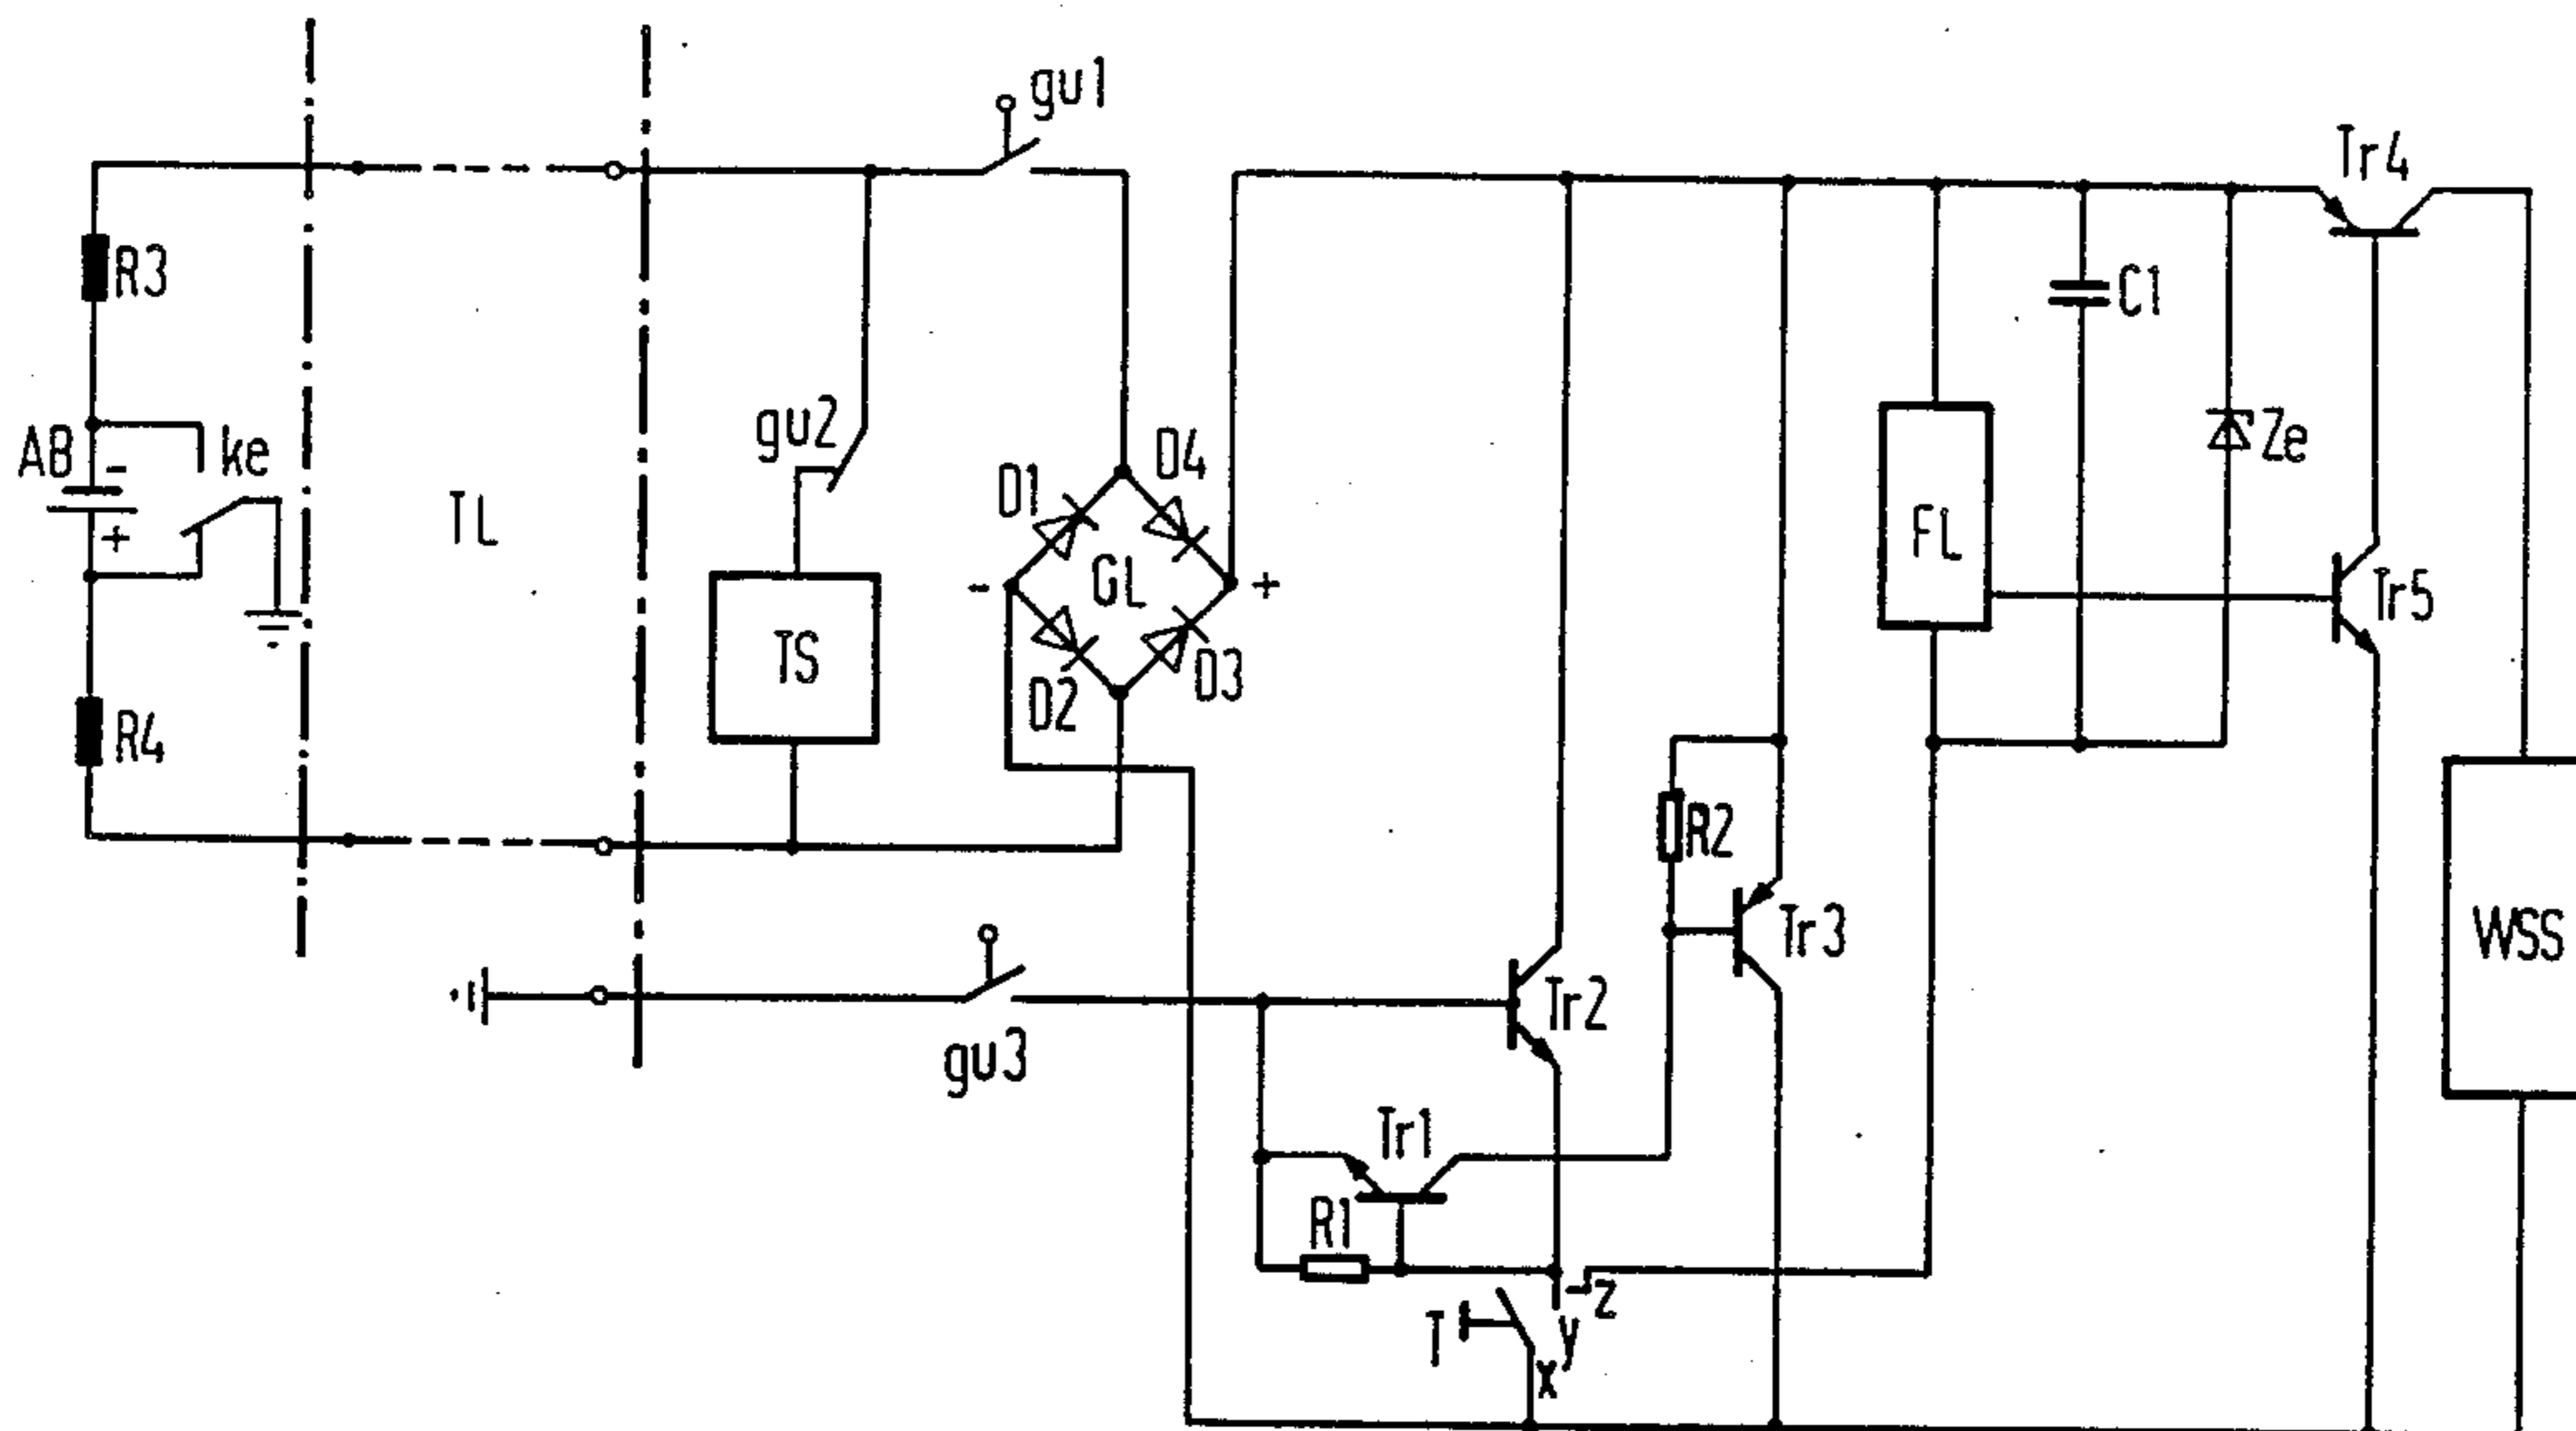 gu1
Tr4
R3
C1
gu2
D4
AB
-
ke
Ze
D1
TL
FL
+
GL
-
+
Tr5
TS
D3
D2
R4
R2
Tr3
WSS
Tr2
gu3
Tr1
R1
z
T
y
x